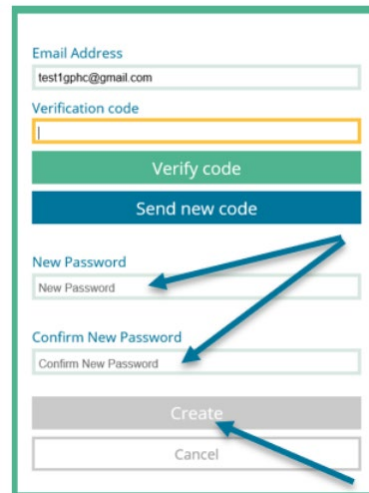 Email Address
test1gphc@gmail.com
Verification code
Verify code
Send new code
New Password
New Password
Confirm New Password
Confirm New Password
Create
Cancel